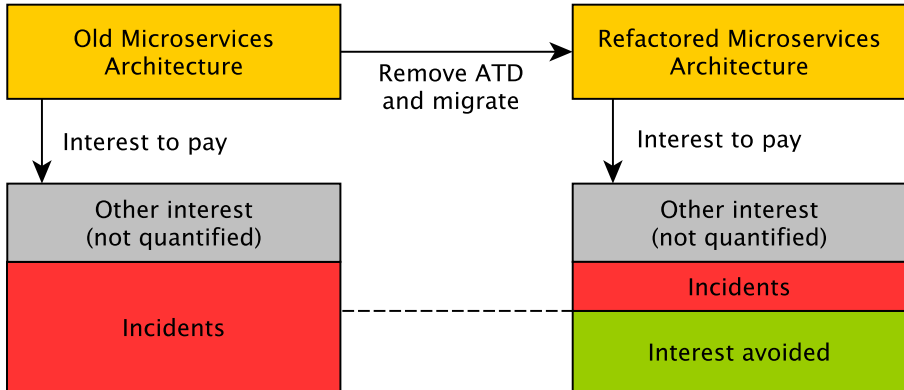 Old Microservices
Architecture
Remove ATD
and migrate
Refactored Microservices
Architecture
Interest to pay
Interest to pay
Other interest
(not quantified)
Incidents
Other interest
(not quantified)
Incidents
Interest avoided